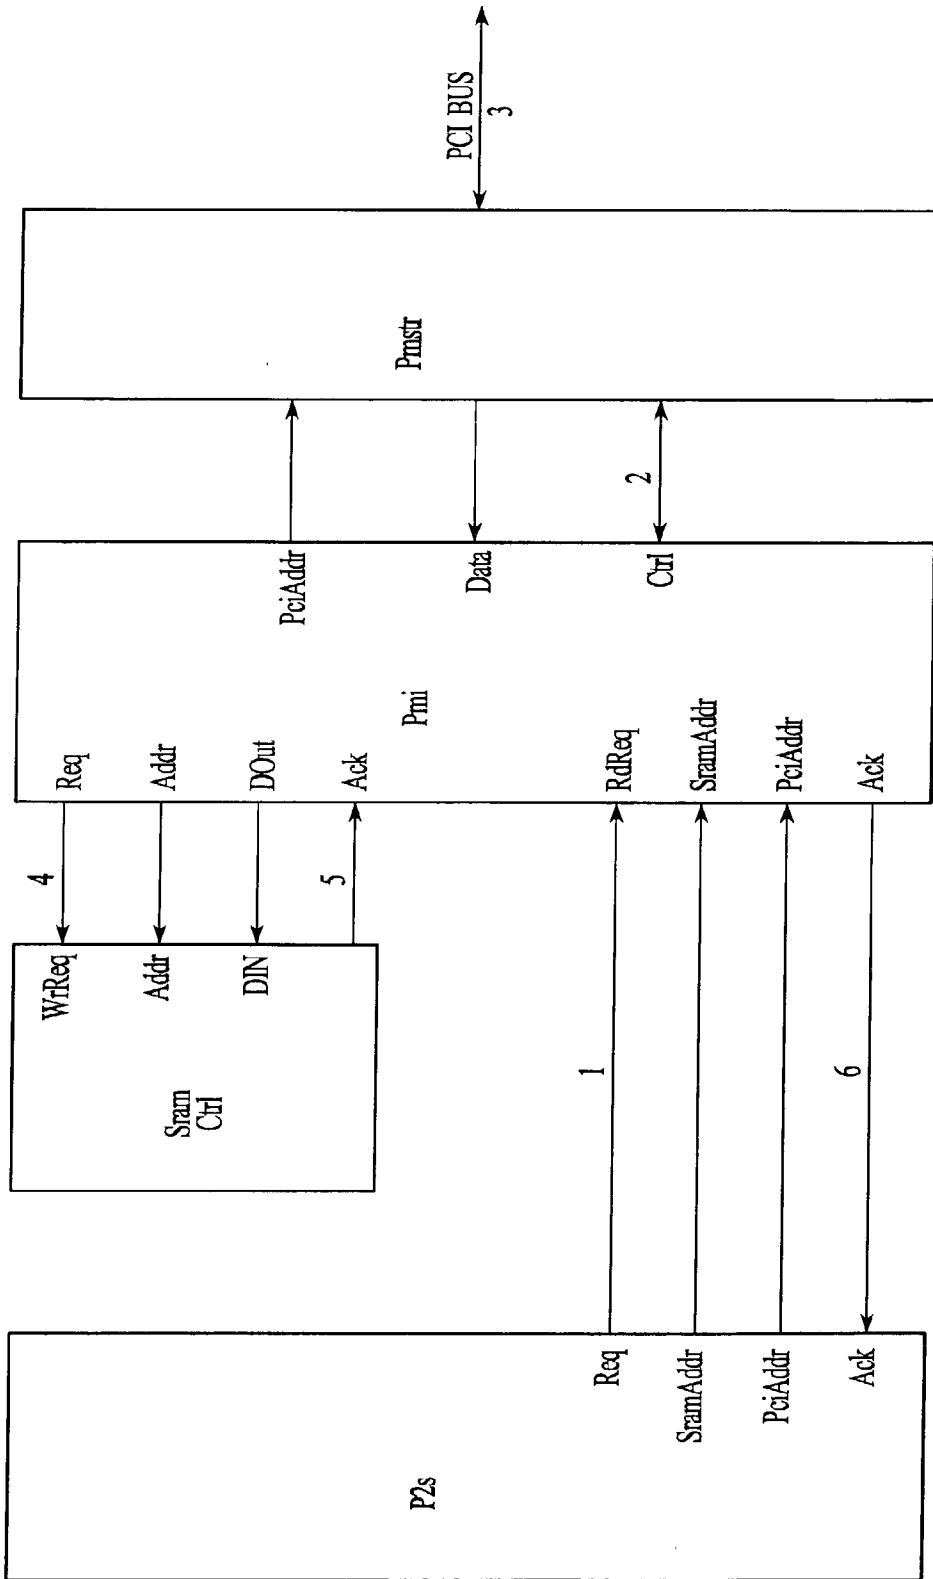 P2s
Req
SramAddr
PciAddr
Ack
1
6
Sram
Ctrl
WrReq
Addr
DIN
4
5
Req
Addr
DOut
Ack
Pmi
RdReq
SramAddr
PciAddr
Ack
PciAddr
Data
Ctrl
2
Pmstr
PCI BUS
3